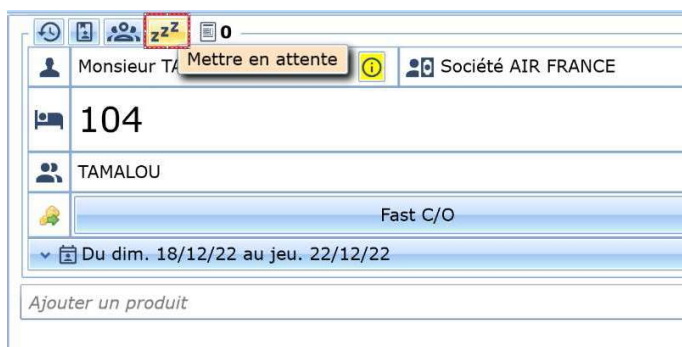 zzZ 0
Mettre en attente
Monsieur Société AIR FRANCE
104
TAMALOU
Fast C/O
Du dim. 18/12/22 au jeu. 22/12/22
Ajouter un produit